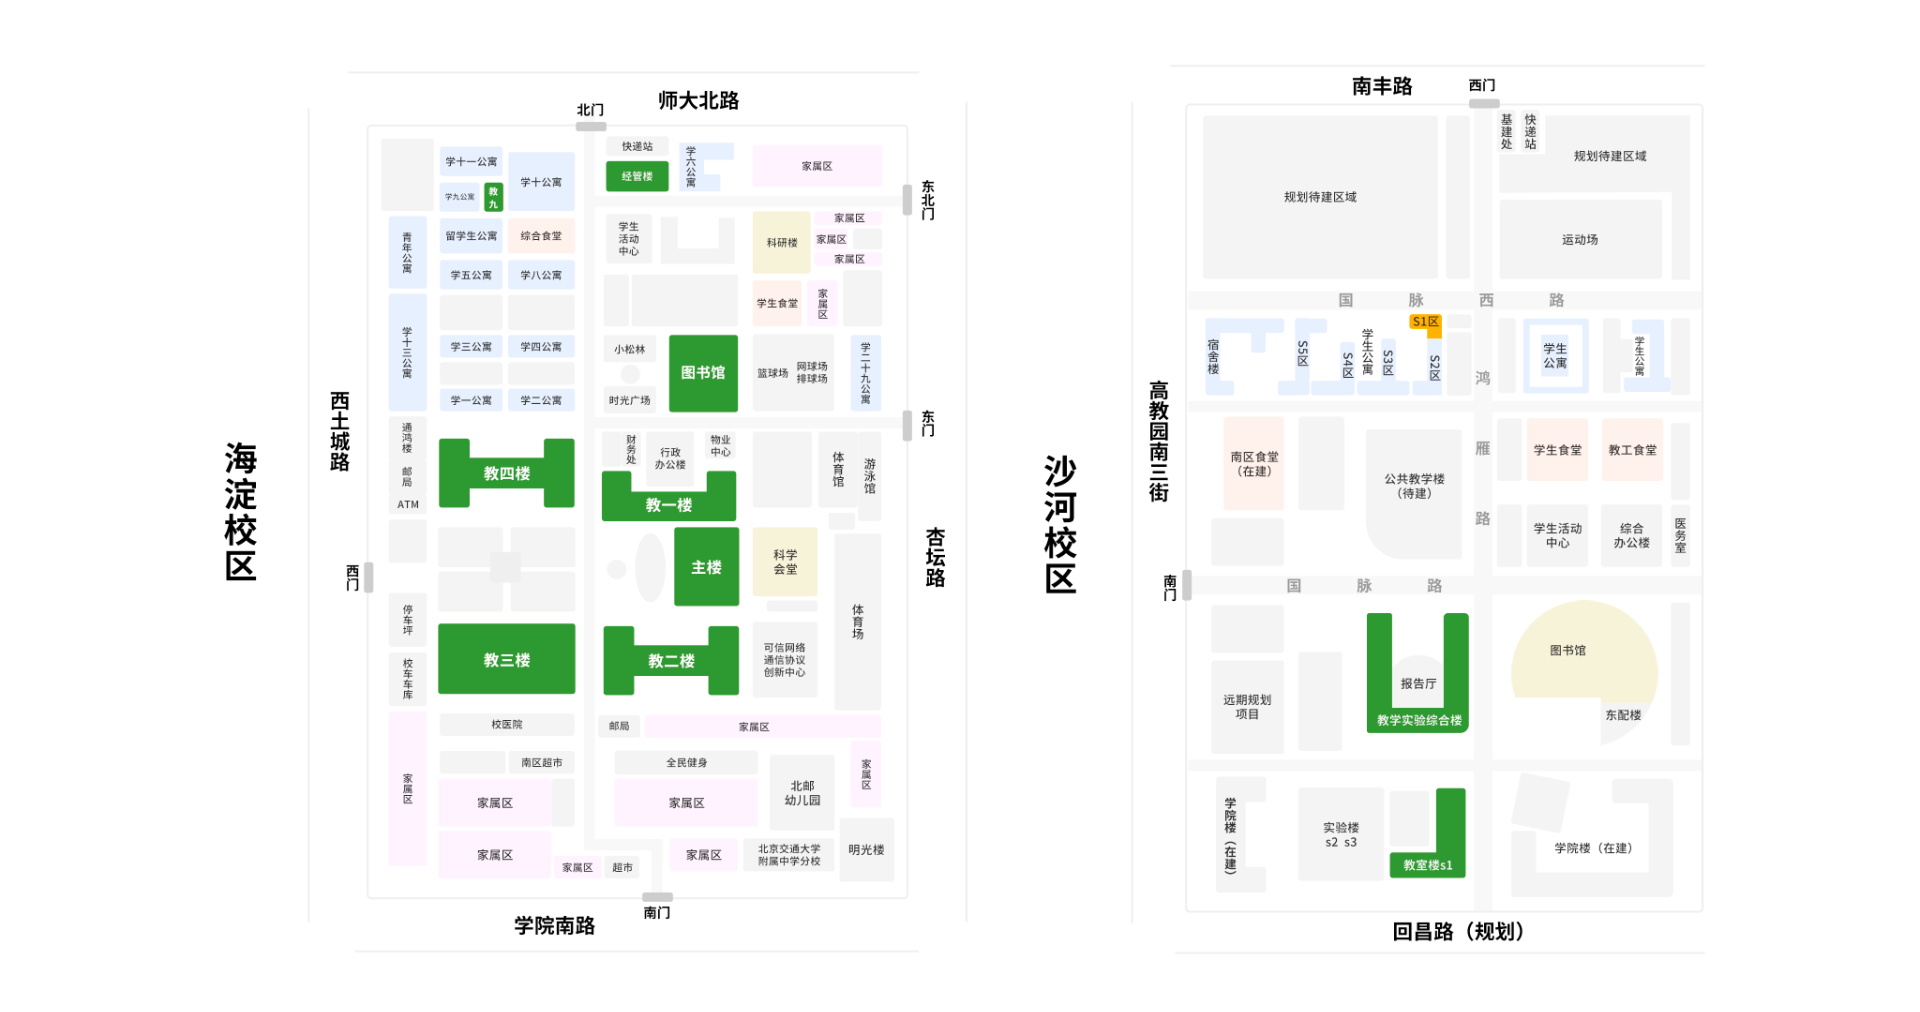 海淀校区
师大北路
北门
快递站
经管楼
学六公寓
家属区
东北门
学十一公寓
学十公寓
学九公寓
教九
青年公寓
留学生公寓
综合食堂
学五公寓
学八公寓
学生
活动
中心
科研楼
家属区
家属区
家属区
学生食堂
家属区
学十三公寓
学三公寓
学四公寓
学一公寓
学二公寓
小松林
时光广场
图书馆
篮球场
网球场
排球场
学二十九公寓
西土城路
东门
通鸿楼
邮局
ATM
教四楼
财务处
行政
办公楼
物业
中心
教一楼
体育馆
游泳馆
杏坛路
主楼
科学
会堂
西门
停车坪
体育场
教三楼
教二楼
可信网络
通信协议
创新中心
校车车库
校医院
邮局
家属区
南区超市
全民健身
家属区
家属区
家属区
家属区
北邮
幼儿园
家属区
家属区
超市
家属区
北京交通大学
附属中学分校
明光楼
南门
学院南路
沙河校区
南丰路
西门
基建处
快递站
规划待建区域
规划待建区域
运动场
国脉西路
宿舍楼
S5区
S4区
学生公寓
S3区
S1区
S2区
学生
公寓
学生公寓
鸿雁路
高教园南三街
南区食堂
（在建）
公共教学楼
（待建）
学生食堂
教工食堂
学生活动
中心
综合
办公楼
医务室
南门
国脉路
远期规划
项目
报告厅
教学实验综合楼
图书馆
东配楼
学院楼（在建）
实验楼
s2 s3
教室楼s1
学院楼（在建）
回昌路（规划）